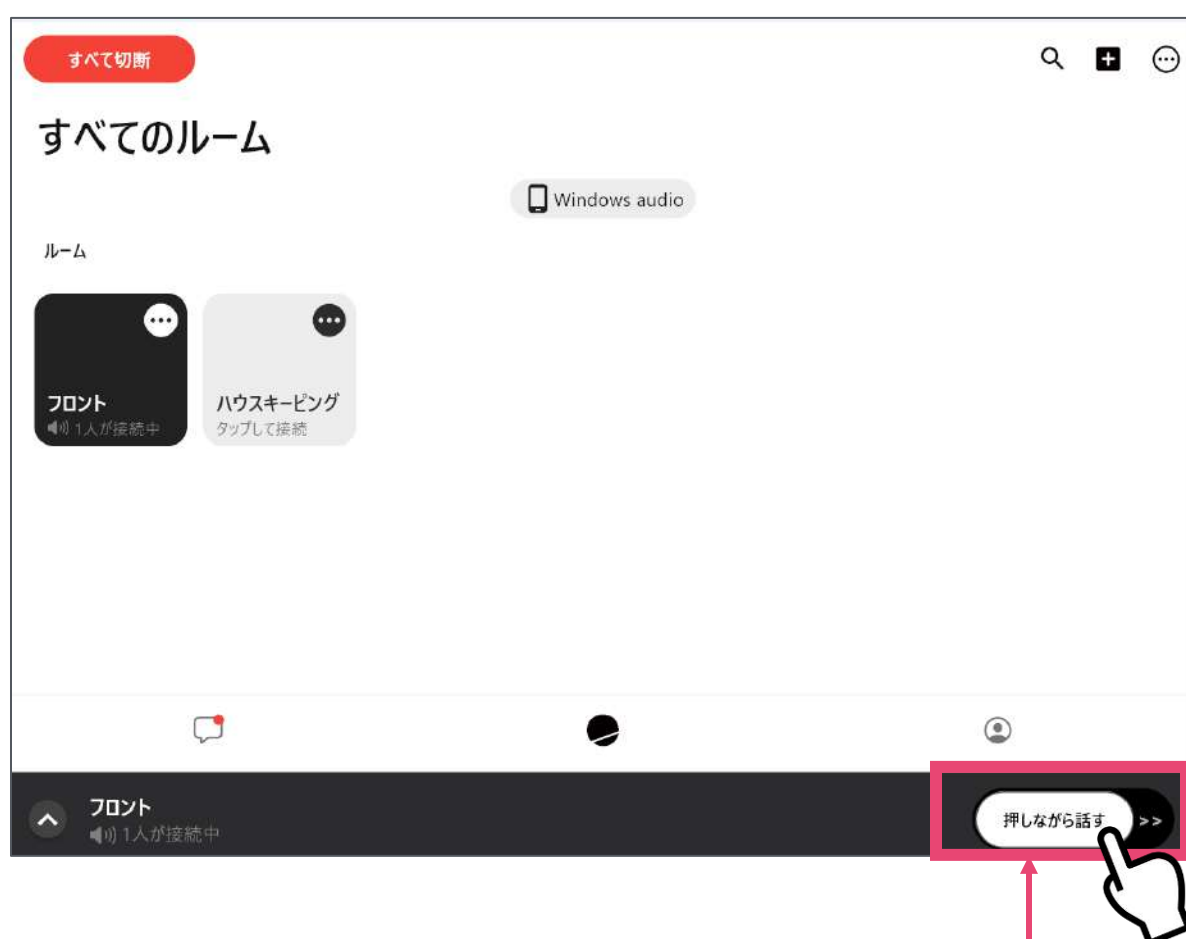 すべて切断
すべてのルーム
Windows audio
ルーム
フロント
1人が接続中
ハウスキーピング
タップして接続
フロント
1人が接続中
押しながら話す >>